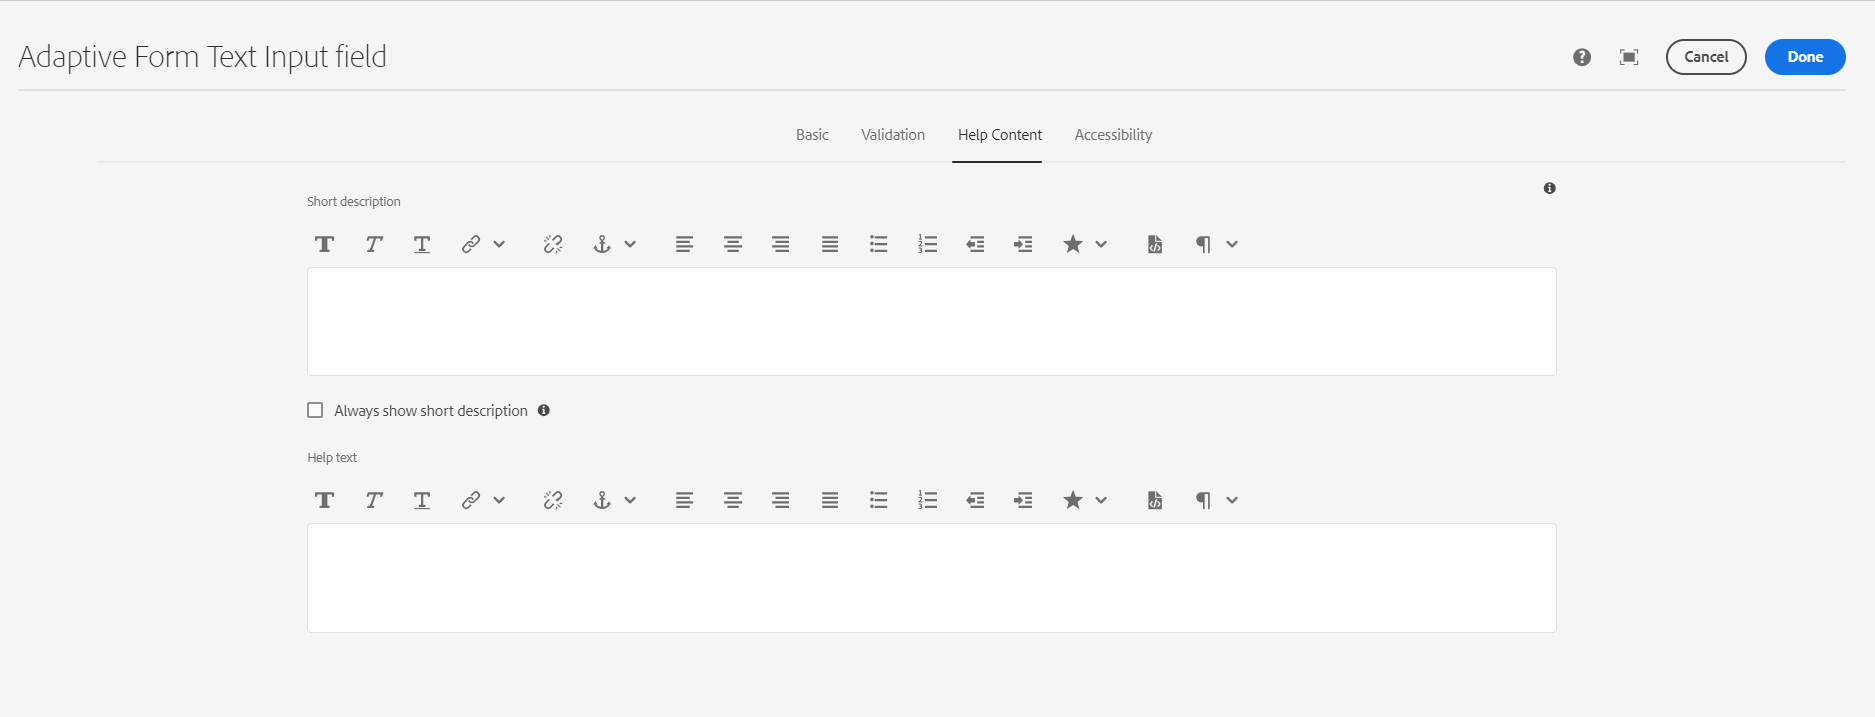 Adaptive Form Text Input field
Cancel
Done
Basic
Validation
Help Content
Accessibility
Short description
Always show short description
Help text